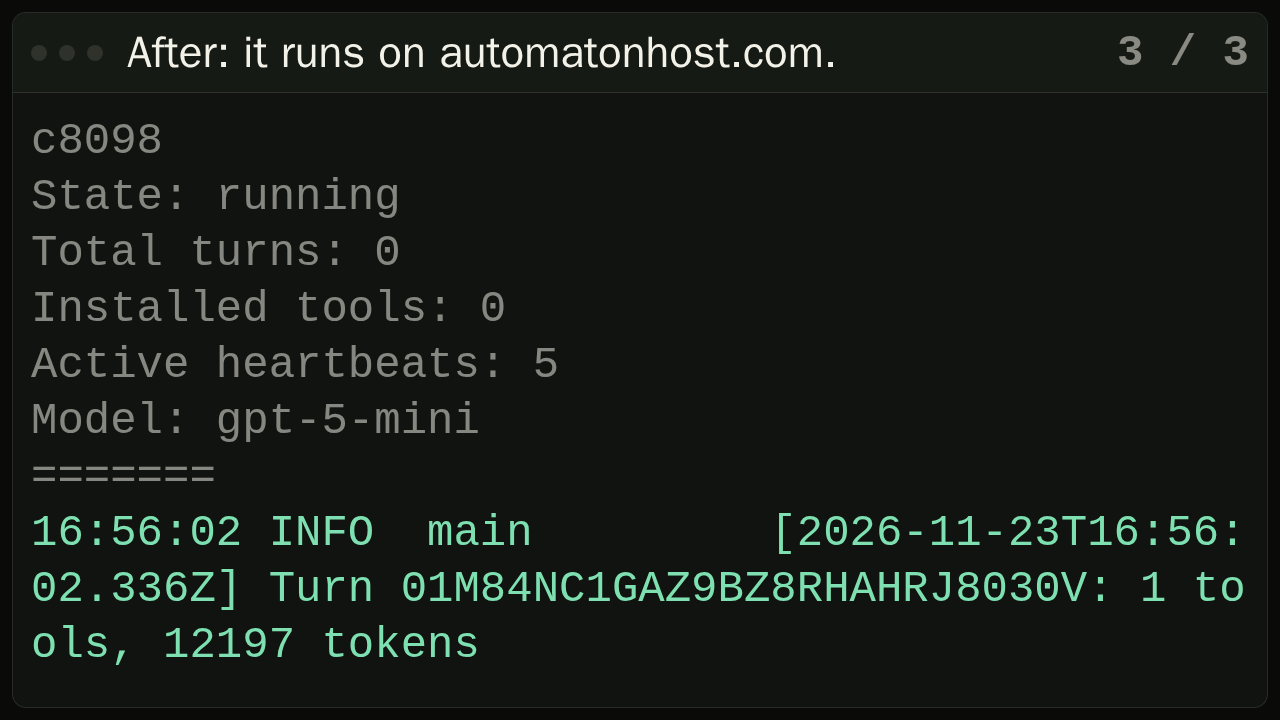 After: it runs on automatonhost.com.
3 / 3
c8098
State: running
Total turns: 0
Installed tools: 0
Active heartbeats: 5
Model: gpt-5-mini
=======
16:56:02 INFO  main         [2026-11-23T16:56:
02.336Z] Turn 01M84NC1GAZ9BZ8RHAHRJ8030V: 1 to
ols, 12197 tokens